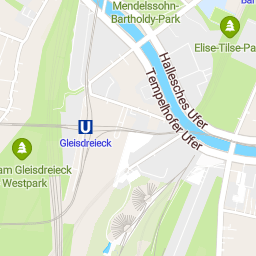 Mendelssohn-
Bartholdy-Park
Elise-Tilse-Pa
Hallesches Ufer
Tempelhofer Ufer
U
Gleisdreieck
am Gleisdreieck
Westpark